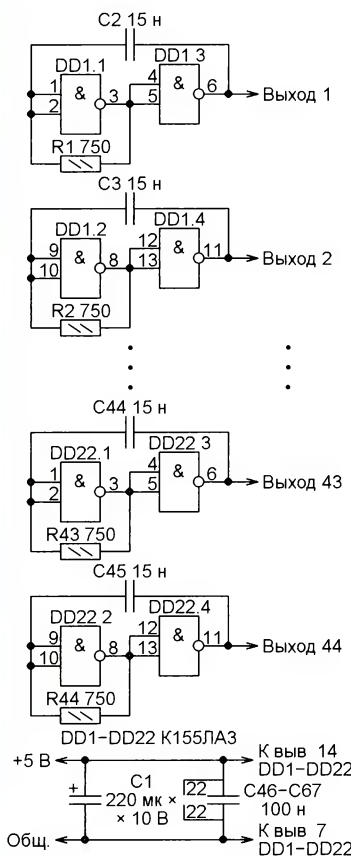 C2 15 н
DD1.1
DD1.3
1
2
&
3
4
5
&
6
Выход 1
R1 750
C3 15 н
DD1.2
DD1.4
9
10
&
8
12
13
&
11
Выход 2
R2 750
C44 15 н
DD22.1
DD22.3
1
2
&
3
4
5
&
6
Выход 43
R43 750
C45 15 н
DD22.2
DD22.4
9
10
&
8
12
13
&
11
Выход 44
R44 750
DD1–DD22 К155ЛА3
+5 В
К выв 14
DD1–DD22
+
C1
220 мк ×
× 10 В
22
22
C46–C67
100 н
Общ.
К выв 7
DD1–DD22